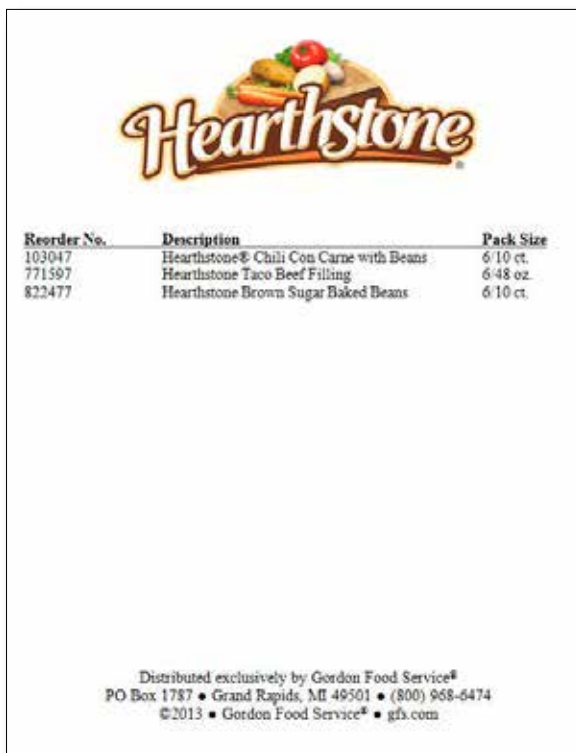 Hearthstone®
Reorder No. Description Pack Size
103047 Hearthstone® Chili Con Carne with Beans 6/10 ct.
771597 Hearthstone Taco Beef Filling 6/48 oz.
822477 Hearthstone Brown Sugar Baked Beans 6/10 ct.
Distributed exclusively by Gordon Food Service®
PO Box 1787 ● Grand Rapids, MI 49501 ● (800) 968-6474
©2013 ● Gordon Food Service® ● gfs.com